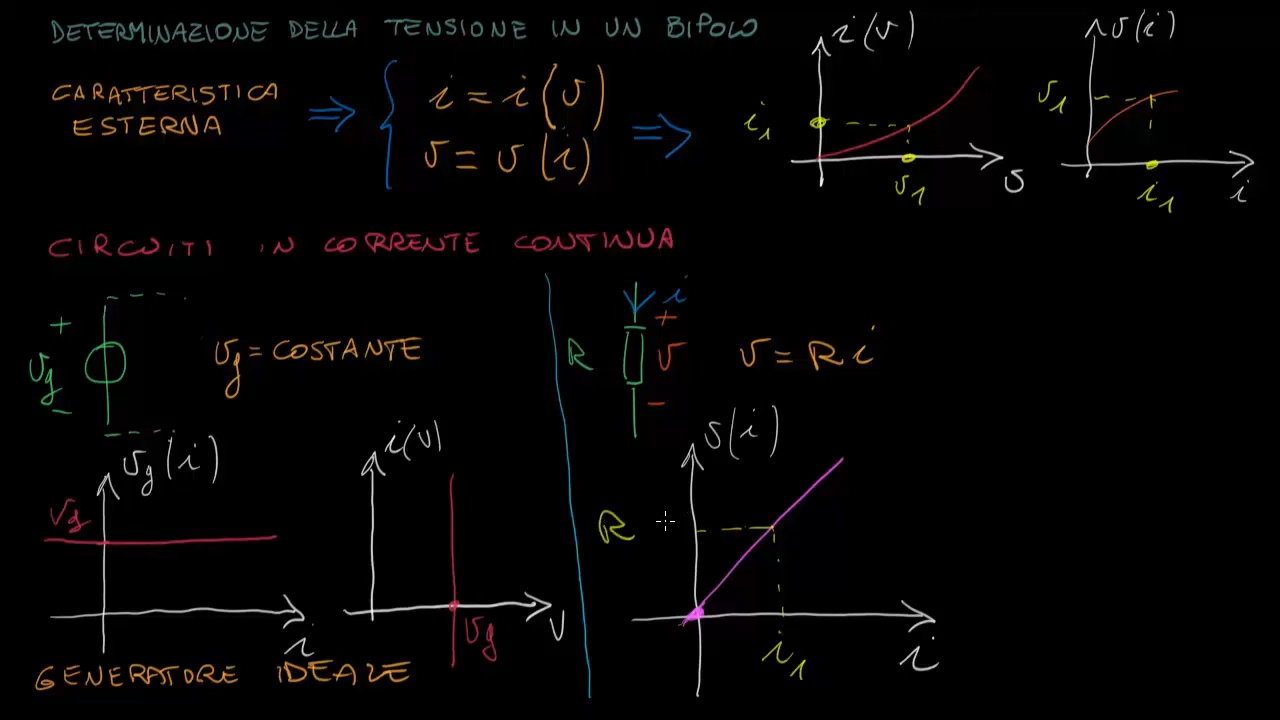 DETERMINAZIONE DELLA TENSIONE IN UN BIPOLO
CARATTERISTICA
ESTERNA
⇒
i = i(v)
v = v(i)
⇒
i(v)
i₁
v₁
v
v(i)
v₁
i₁
i
CIRCUITI IN CORRENTE CONTINUA
+
vg
−
vg = COSTANTE
vg(i)
vg
i
i(v)
vg
v
GENERATORE IDEALE
i
+
R
v
−
v = R i
v(i)
R
i₁
i